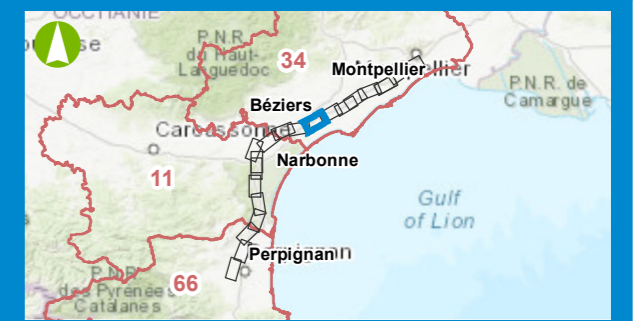 OCCITANIE
P.N.R.
du Haut-
Languedoc
34
Montpellier
P.N.R. de
Camargue
Béziers
Carcassonne
Narbonne
11
Gulf
of Lion
Perpignan
66
P.N.R.
des Pyrénées
Catalanes